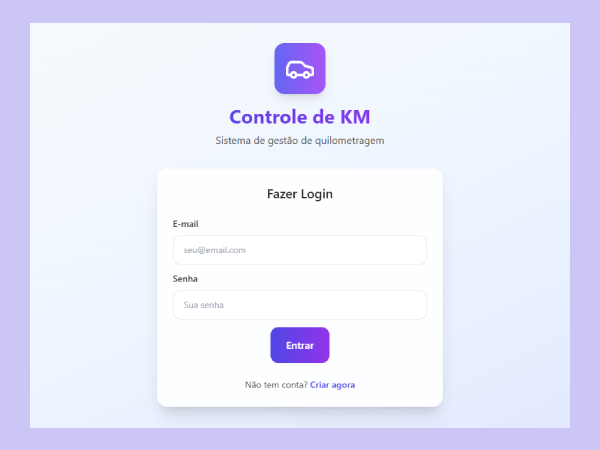 Controle de KM
Sistema de gestão de quilometragem
Fazer Login
E-mail
seu@email.com
Senha
Sua senha
Entrar
Não tem conta? Criar agora